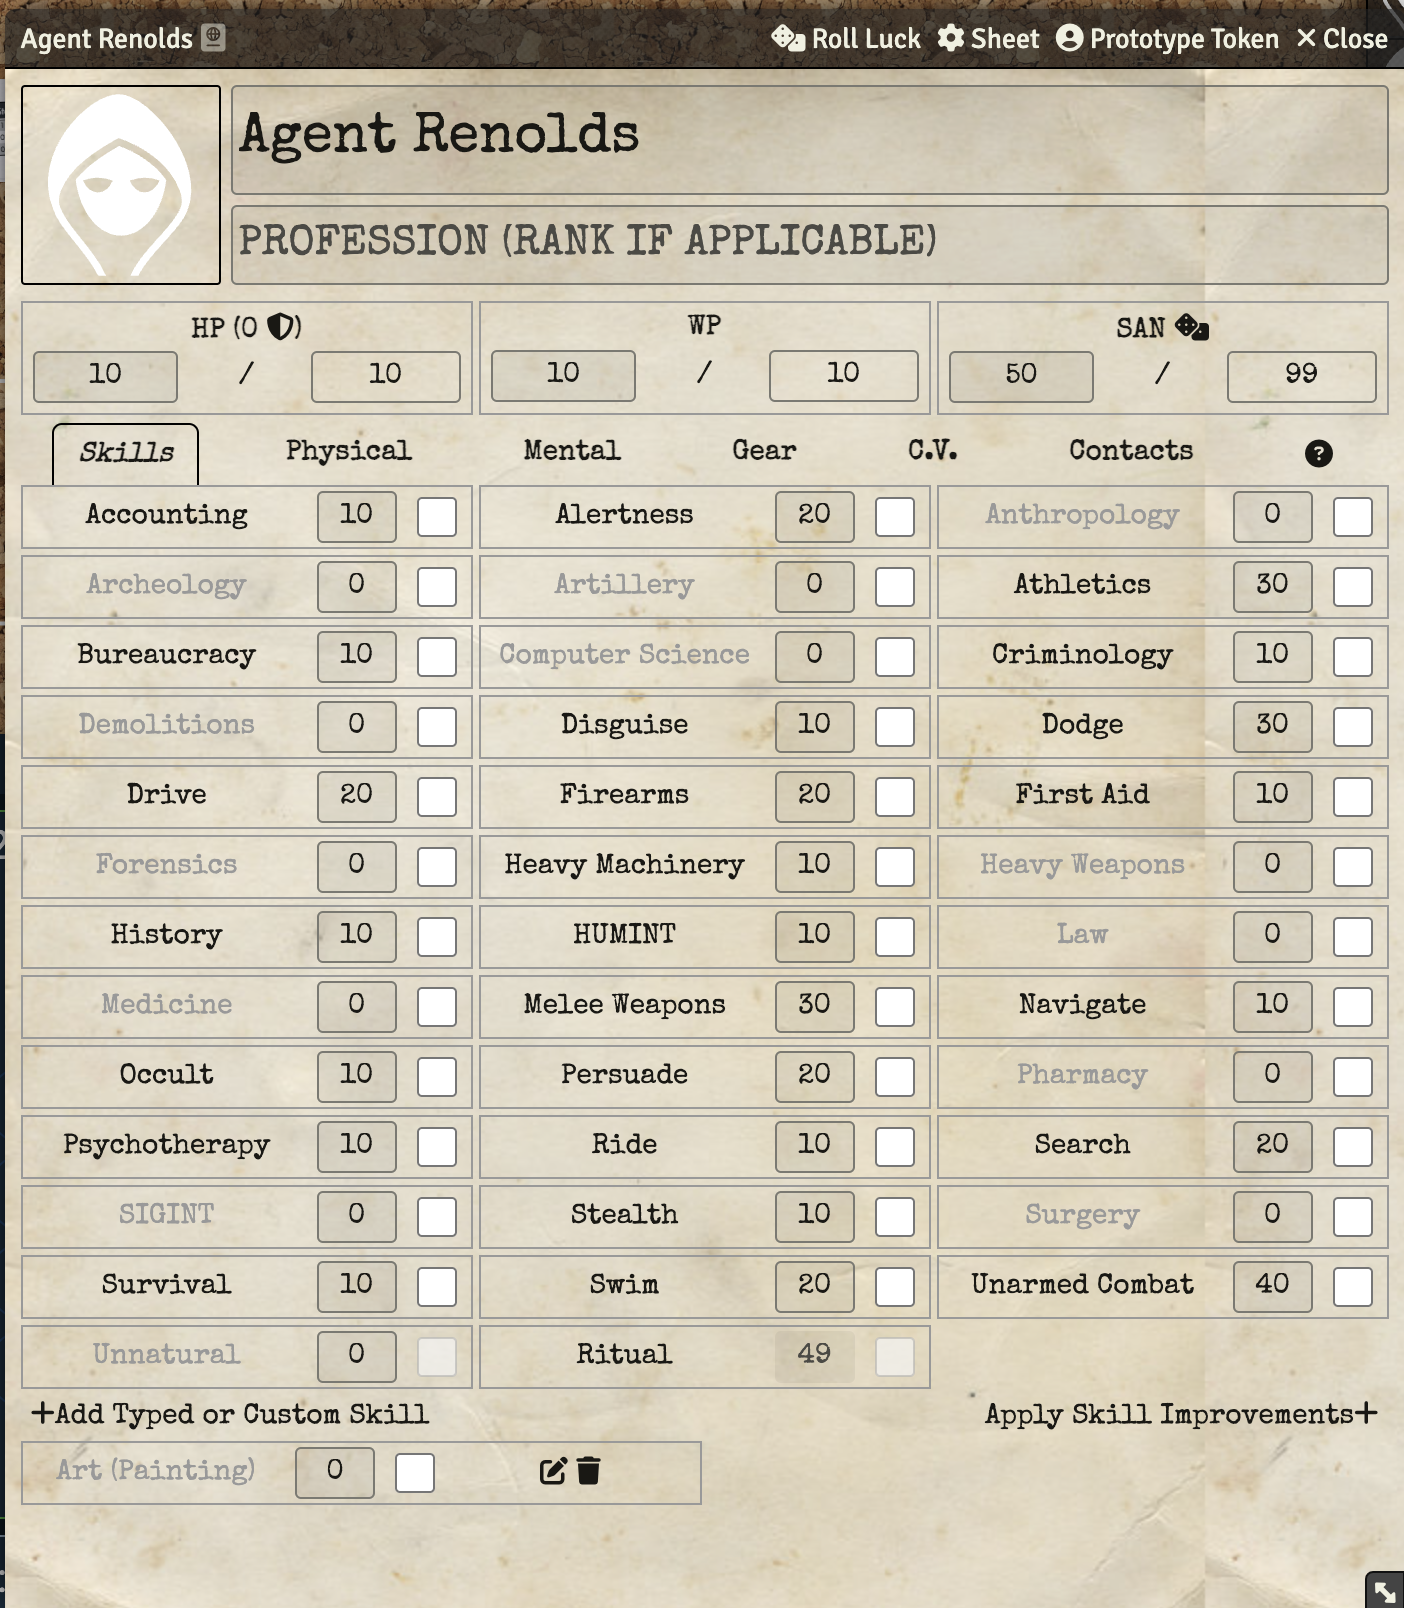 Agent Renolds Roll Luck Sheet Prototype Token Close
Agent Renolds
PROFESSION (RANK IF APPLICABLE)
HP (0 ) WP SAN
10 / 10 10 / 10 50 / 99
Skills Physical Mental Gear C.V. Contacts ?
Accounting 10 Alertness 20 Anthropology 0
Archeology 0 Artillery 0 Athletics 30
Bureaucracy 10 Computer Science 0 Criminology 10
Demolitions 0 Disguise 10 Dodge 30
Drive 20 Firearms 20 First Aid 10
Forensics 0 Heavy Machinery 10 Heavy Weapons 0
History 10 HUMINT 10 Law 0
Medicine 0 Melee Weapons 30 Navigate 10
Occult 10 Persuade 20 Pharmacy 0
Psychotherapy 10 Ride 10 Search 20
SIGINT 0 Stealth 10 Surgery 0
Survival 10 Swim 20 Unarmed Combat 40
Unnatural 0 Ritual 49
+Add Typed or Custom Skill Apply Skill Improvements+
Art (Painting) 0